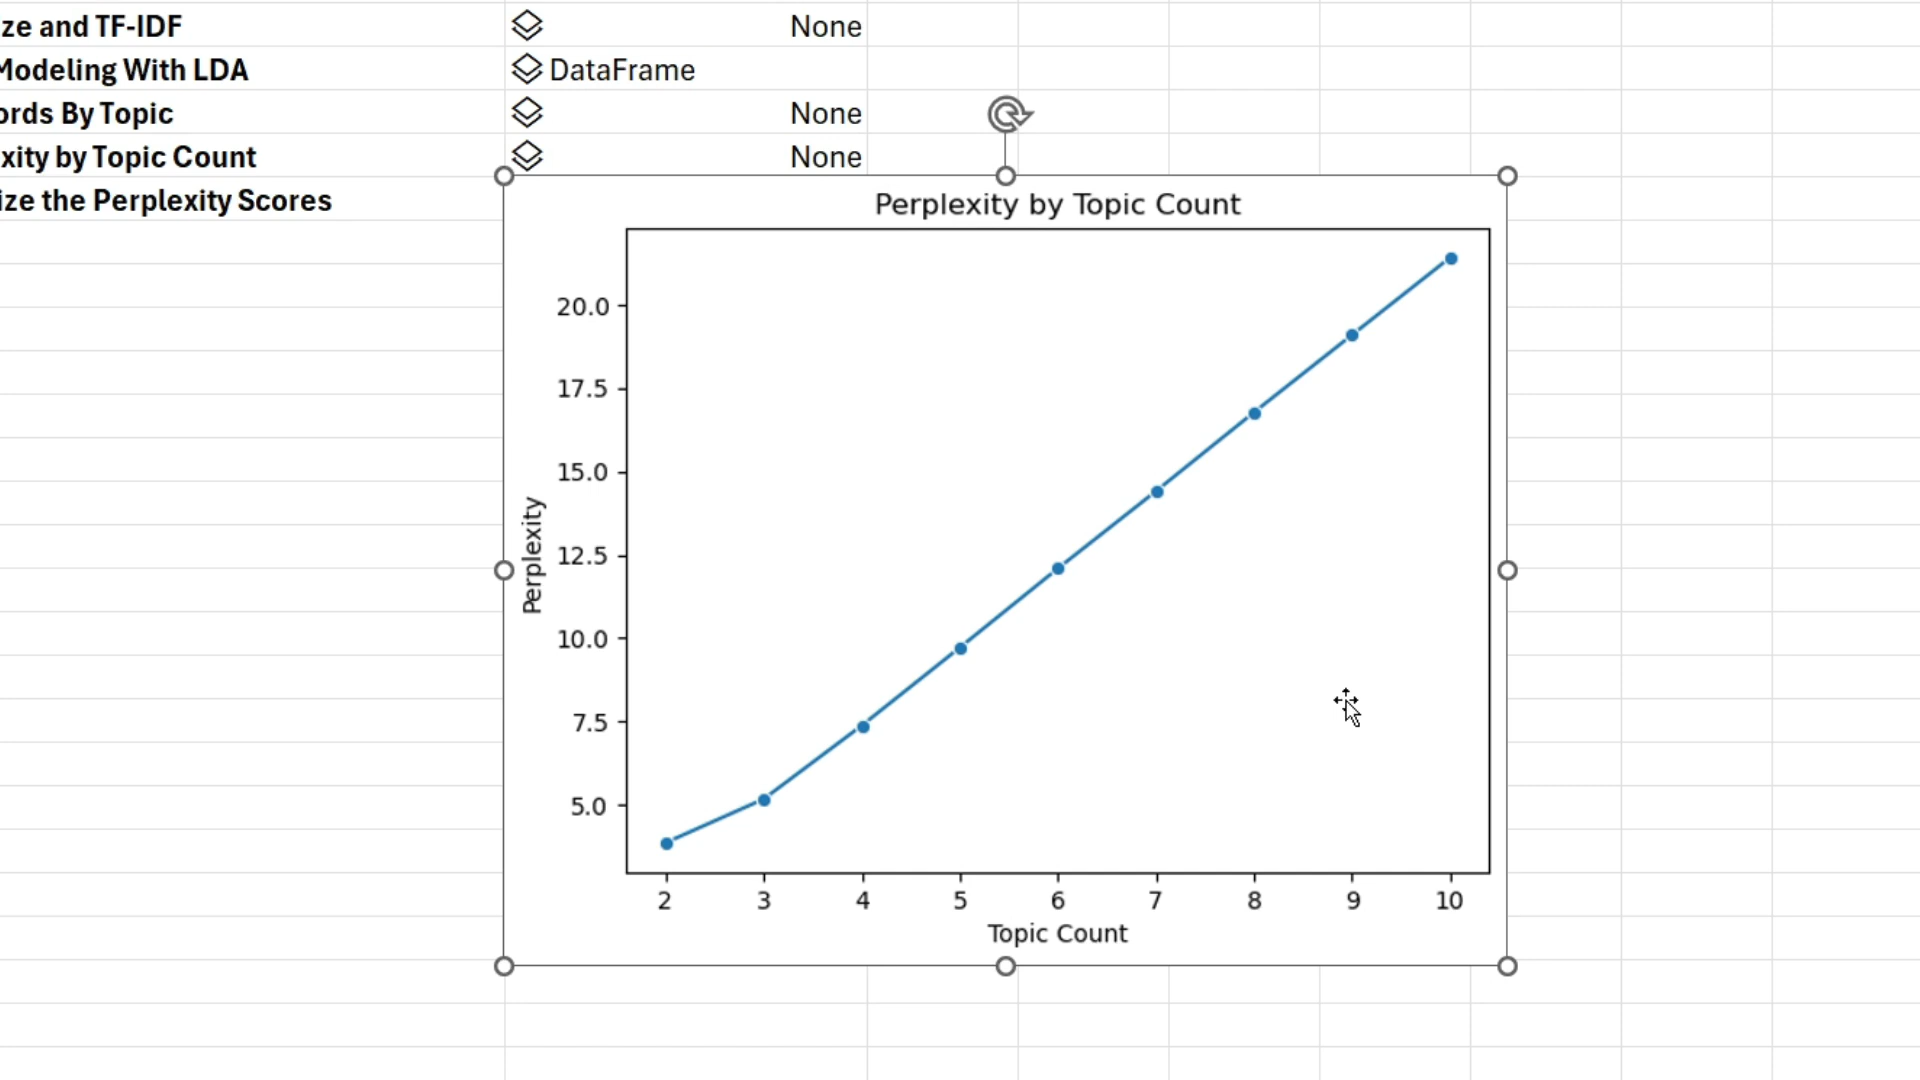 ze and TF-IDF None
Modeling With LDA DataFrame
ords By Topic None
xity by Topic Count None
ize the Perplexity Scores
Perplexity by Topic Count
20.0
17.5
15.0
12.5
10.0
7.5
5.0
Perplexity
2 3 4 5 6 7 8 9 10
Topic Count